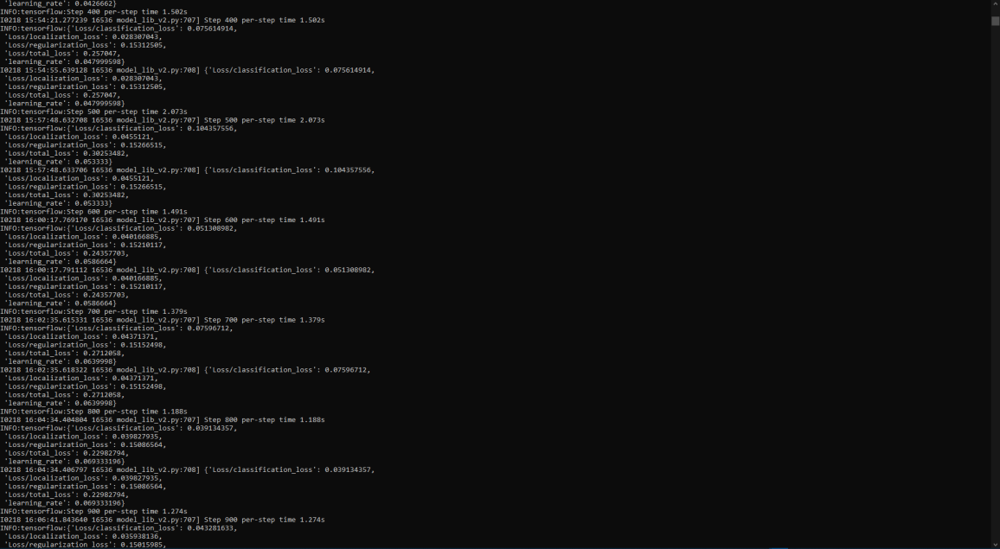 'learning_rate': 0.0426662}
INFO:tensorflow:Step 400 per-step time 1.502s
I0218 15:54:21.277239 16536 model_lib_v2.py:707] Step 400 per-step time 1.502s
INFO:tensorflow:{'Loss/classification_loss': 0.075614914,
'Loss/localization_loss': 0.028307043,
'Loss/regularization_loss': 0.15312505,
'Loss/total_loss': 0.257047,
'learning_rate': 0.047999598}
I0218 15:54:55.639128 16536 model_lib_v2.py:708] {'Loss/classification_loss': 0.075614914,
'Loss/localization_loss': 0.028307043,
'Loss/regularization_loss': 0.15312505,
'Loss/total_loss': 0.257047,
'learning_rate': 0.047999598}
INFO:tensorflow:Step 500 per-step time 2.073s
I0218 15:57:48.632708 16536 model_lib_v2.py:707] Step 500 per-step time 2.073s
INFO:tensorflow:{'Loss/classification_loss': 0.104357556,
'Loss/localization_loss': 0.0455121,
'Loss/regularization_loss': 0.15266515,
'Loss/total_loss': 0.30253482,
'learning_rate': 0.053333}
I0218 15:57:48.633706 16536 model_lib_v2.py:708] {'Loss/classification_loss': 0.104357556,
'Loss/localization_loss': 0.0455121,
'Loss/regularization_loss': 0.15266515,
'Loss/total_loss': 0.30253482,
'learning_rate': 0.053333}
INFO:tensorflow:Step 600 per-step time 1.491s
I0218 16:00:17.769170 16536 model_lib_v2.py:707] Step 600 per-step time 1.491s
INFO:tensorflow:{'Loss/classification_loss': 0.051308982,
'Loss/localization_loss': 0.040166885,
'Loss/regularization_loss': 0.15210117,
'Loss/total_loss': 0.24357703,
'learning_rate': 0.0586664}
I0218 16:00:17.791112 16536 model_lib_v2.py:708] {'Loss/classification_loss': 0.051308982,
'Loss/localization_loss': 0.040166885,
'Loss/regularization_loss': 0.15210117,
'Loss/total_loss': 0.24357703,
'learning_rate': 0.0586664}
INFO:tensorflow:Step 700 per-step time 1.379s
I0218 16:02:35.615331 16536 model_lib_v2.py:707] Step 700 per-step time 1.379s
INFO:tensorflow:{'Loss/classification_loss': 0.07596712,
'Loss/localization_loss': 0.04371371,
'Loss/regularization_loss': 0.15152498,
'Loss/total_loss': 0.2712058,
'learning_rate': 0.0639998}
I0218 16:02:35.618322 16536 model_lib_v2.py:708] {'Loss/classification_loss': 0.07596712,
'Loss/localization_loss': 0.04371371,
'Loss/regularization_loss': 0.15152498,
'Loss/total_loss': 0.2712058,
'learning_rate': 0.0639998}
INFO:tensorflow:Step 800 per-step time 1.188s
I0218 16:04:34.404804 16536 model_lib_v2.py:707] Step 800 per-step time 1.188s
INFO:tensorflow:{'Loss/classification_loss': 0.039134357,
'Loss/localization_loss': 0.039827935,
'Loss/regularization_loss': 0.15086564,
'Loss/total_loss': 0.22982794,
'learning_rate': 0.069333196}
I0218 16:04:34.406797 16536 model_lib_v2.py:708] {'Loss/classification_loss': 0.039134357,
'Loss/localization_loss': 0.039827935,
'Loss/regularization_loss': 0.15086564,
'Loss/total_loss': 0.22982794,
'learning_rate': 0.069333196}
INFO:tensorflow:Step 900 per-step time 1.274s
I0218 16:06:41.843640 16536 model_lib_v2.py:707] Step 900 per-step time 1.274s
INFO:tensorflow:{'Loss/classification_loss': 0.043281633,
'Loss/localization_loss': 0.035938136,
'Loss/regularization_loss': 0.15015985,